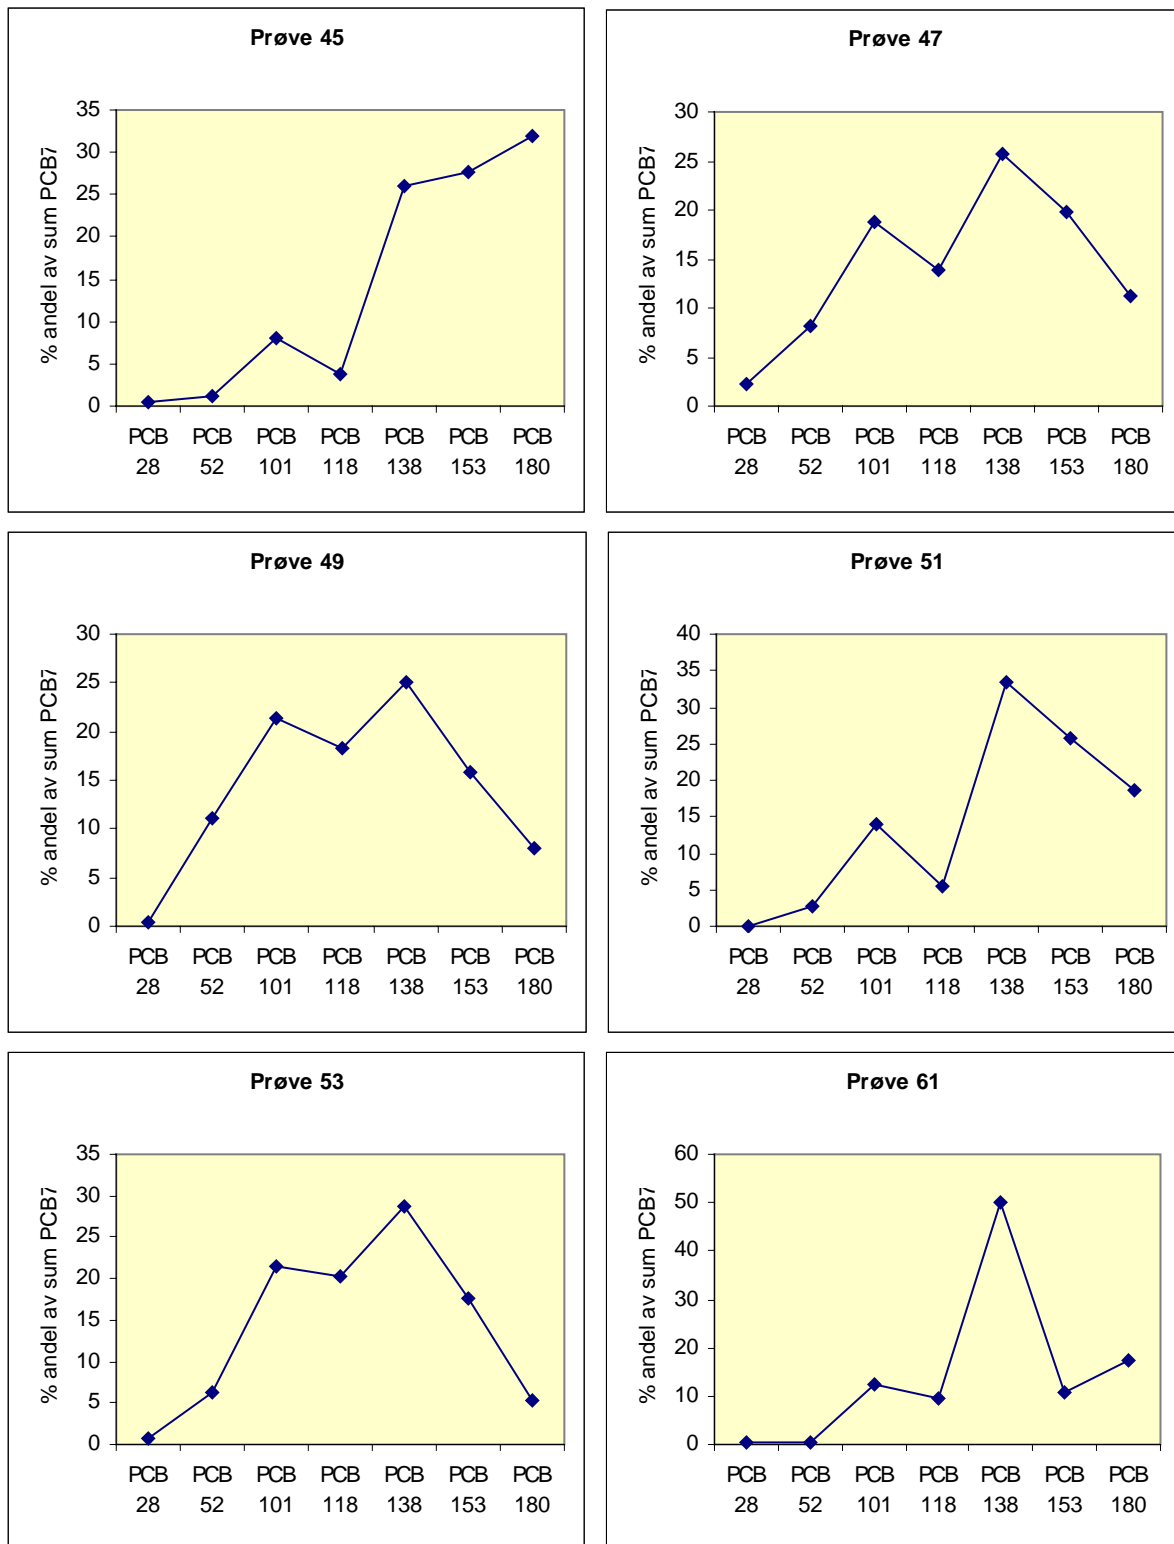 Prøve 45
% andel av sum PCB7
35
30
25
20
15
10
5
0
PCB PCB PCB PCB PCB PCB PCB
28 52 101 118 138 153 180
Prøve 47
% andel av sum PCB7
30
25
20
15
10
5
0
PCB PCB PCB PCB PCB PCB PCB
28 52 101 118 138 153 180
Prøve 49
% andel av sum PCB7
30
25
20
15
10
5
0
PCB PCB PCB PCB PCB PCB PCB
28 52 101 118 138 153 180
Prøve 51
% andel av sum PCB7
40
35
30
25
20
15
10
5
0
PCB PCB PCB PCB PCB PCB PCB
28 52 101 118 138 153 180
Prøve 53
% andel av sum PCB7
35
30
25
20
15
10
5
0
PCB PCB PCB PCB PCB PCB PCB
28 52 101 118 138 153 180
Prøve 61
% andel av sum PCB7
60
50
40
30
20
10
0
PCB PCB PCB PCB PCB PCB PCB
28 52 101 118 138 153 180